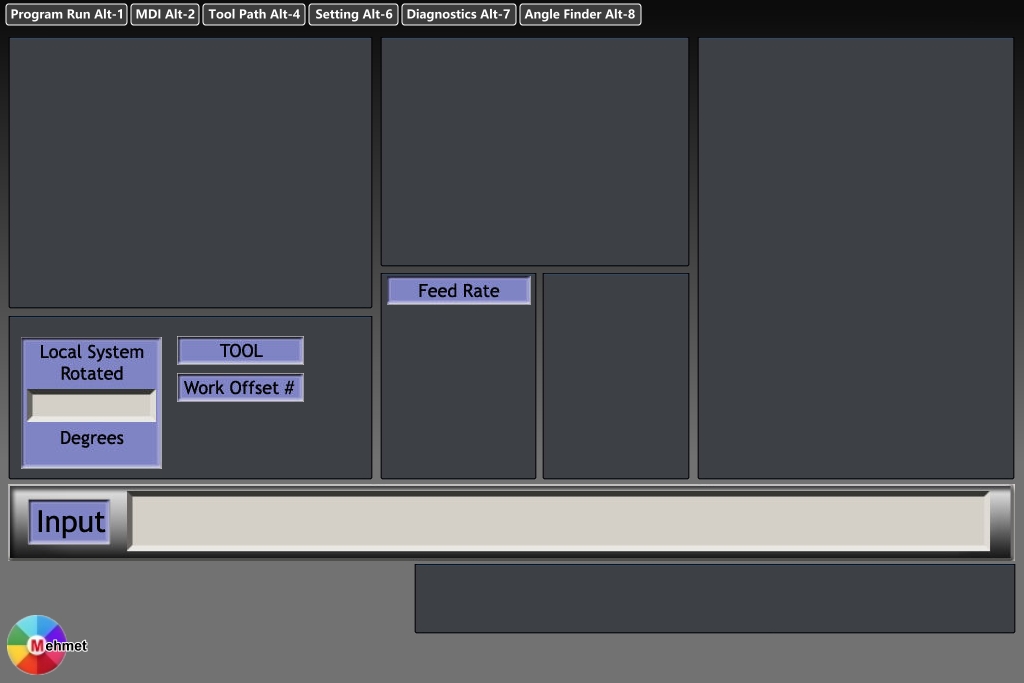 Program Run Alt-1 MDI Alt-2 Tool Path Alt-4 Setting Alt-6 Diagnostics Alt-7 Angle Finder Alt-8
Feed Rate
Local System
Rotated
Degrees
TOOL
Work Offset #
Input
Mehmet